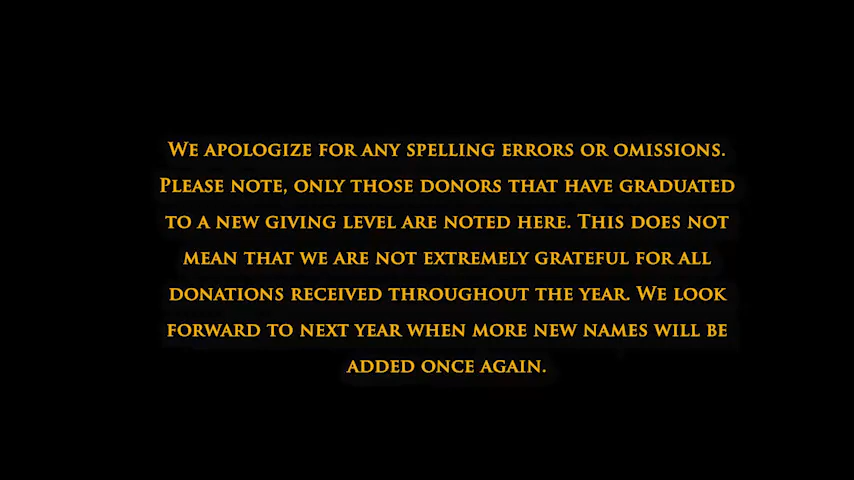 We apologize for any spelling errors or omissions.
Please note, only those donors that have graduated
to a new giving level are noted here. This does not
mean that we are not extremely grateful for all
donations received throughout the year. We look
forward to next year when more new names will be
added once again.